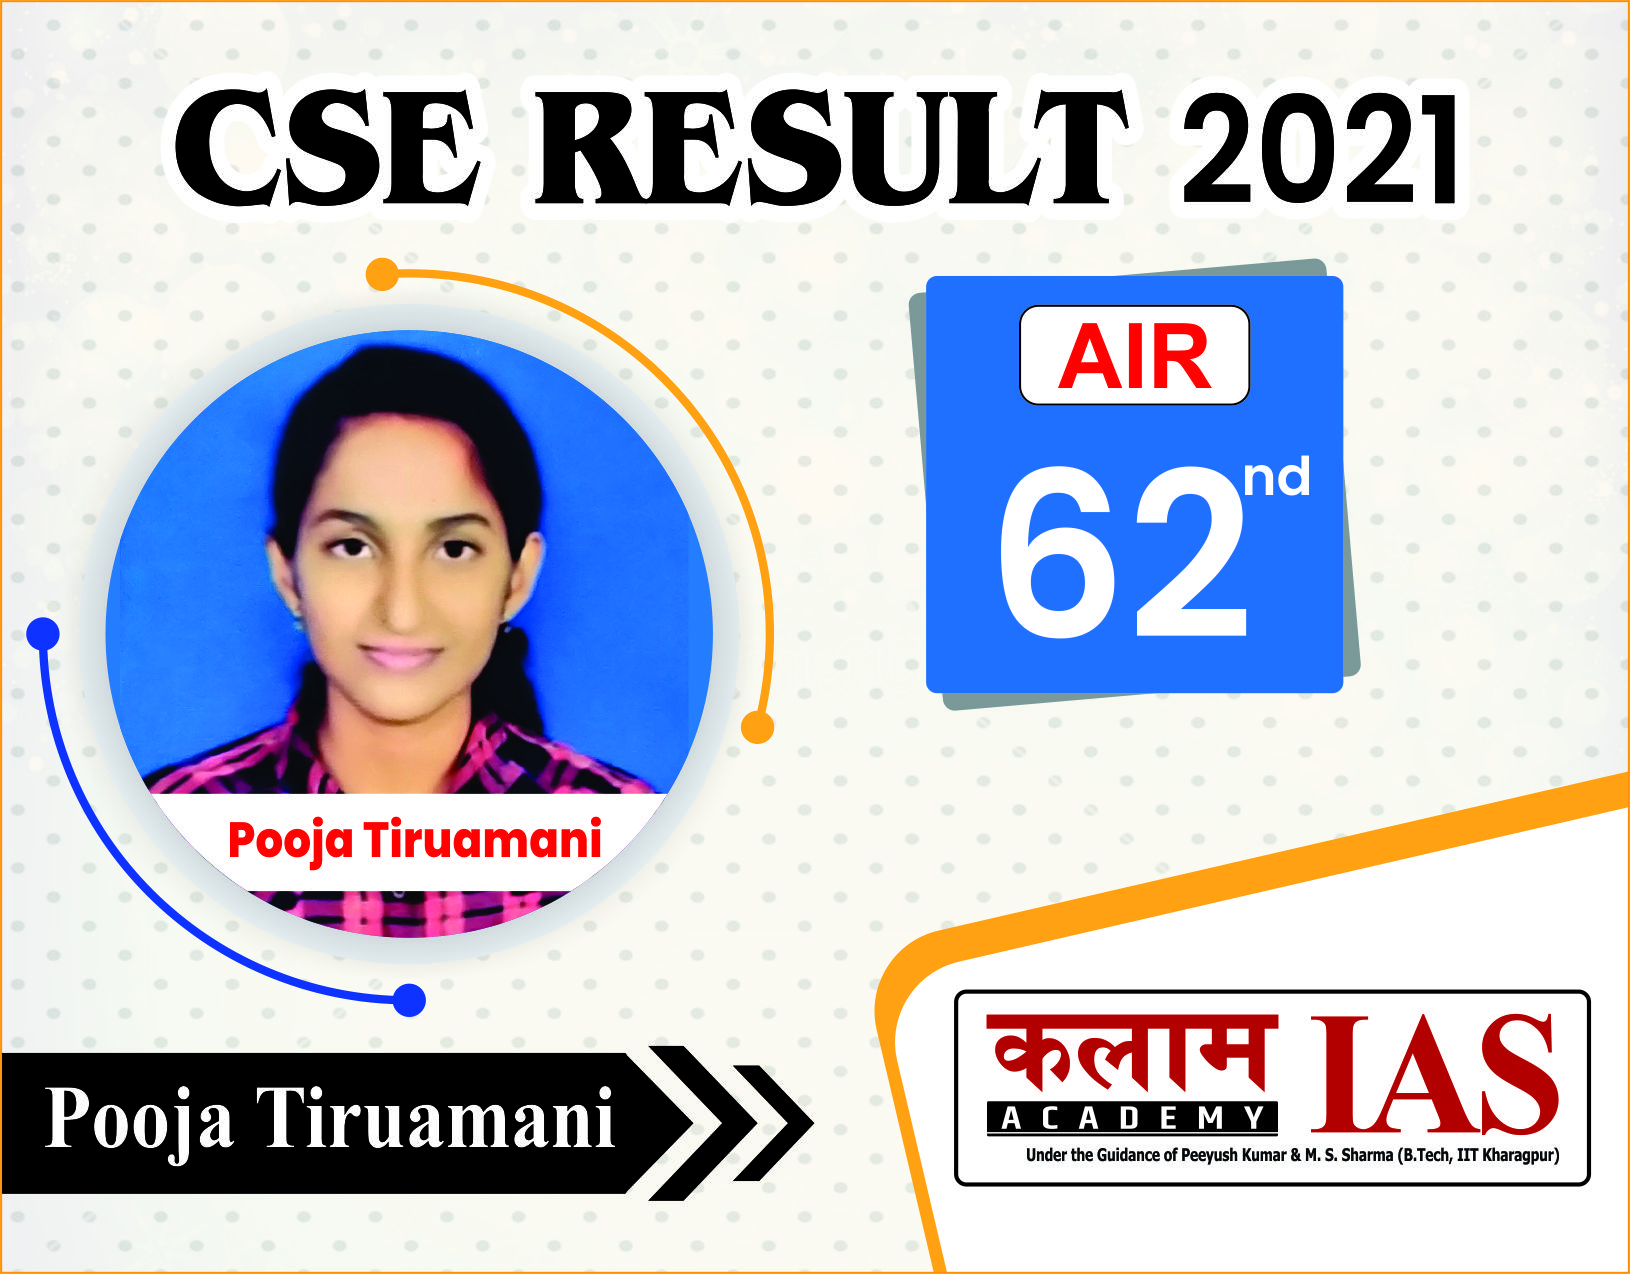 CSE RESULT 2021
AIR
62nd
Pooja Tiruamani
Pooja Tiruamani
कलाम IAS
ACADEMY
Under the Guidance of Peeyush Kumar & M. S. Sharma (B.Tech, IIT Kharagpur)